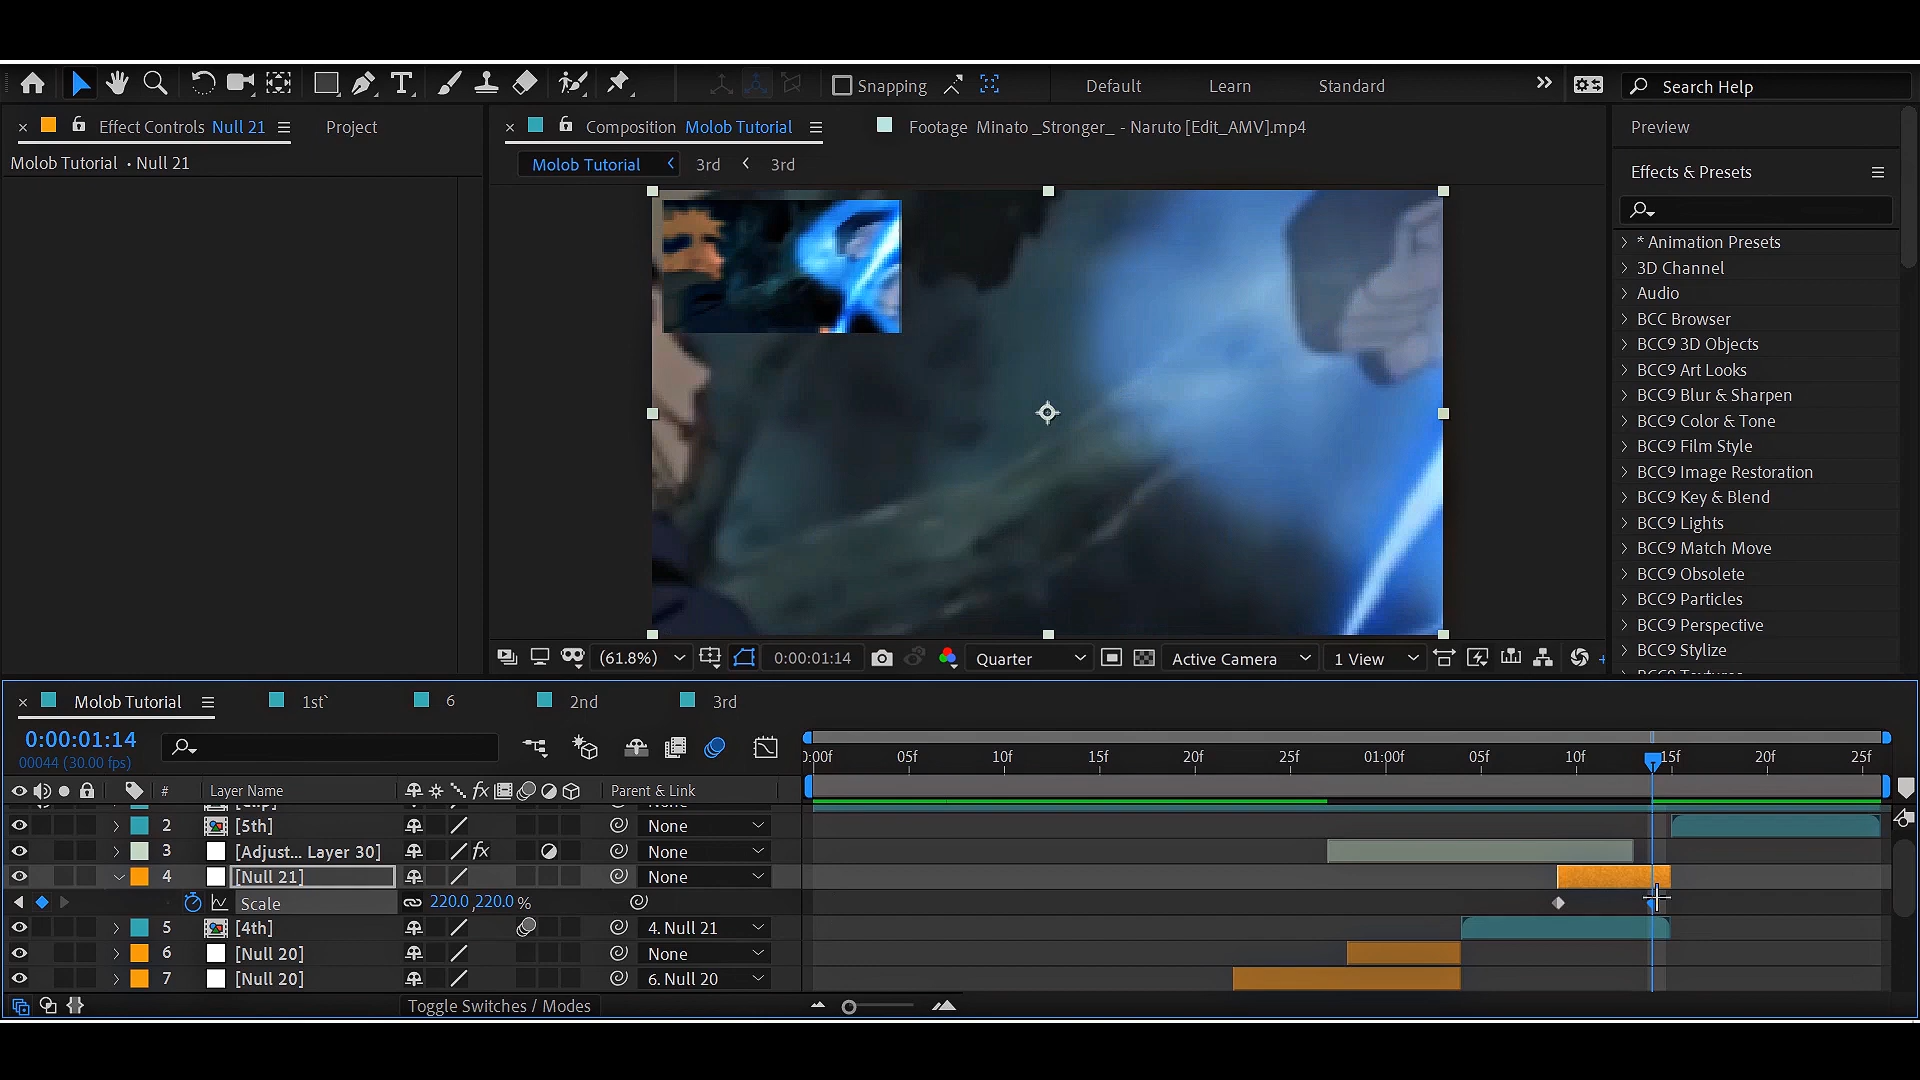 Snapping
Default
Learn
Standard
Search Help
Effect Controls Null 21
Project
Composition Molob Tutorial
Footage Minato _Stronger_ - Naruto [Edit_AMV].mp4
Preview
Molob Tutorial • Null 21
Molob Tutorial
3rd
3rd
Effects & Presets
* Animation Presets
3D Channel
Audio
BCC Browser
BCC9 3D Objects
BCC9 Art Looks
BCC9 Blur & Sharpen
BCC9 Color & Tone
BCC9 Film Style
BCC9 Image Restoration
BCC9 Key & Blend
BCC9 Lights
BCC9 Match Move
BCC9 Obsolete
BCC9 Particles
BCC9 Perspective
BCC9 Stylize
(61.8%)
0:00:01:14
Quarter
Active Camera
1 View
Molob Tutorial
1st`
6
2nd
3rd
0:00:01:14
00044 (30.00 fps)
:00f 05f 10f 15f 20f 25f 01:00f 05f 10f 15f 20f 25f
# Layer Name
fx
Parent & Link
2 [5th] None
3 [Adjust... Layer 30] fx None
4 [Null 21] None
Scale 220.0,220.0 %
5 [4th] 4. Null 21
6 [Null 20] None
7 [Null 20] 6. Null 20
Toggle Switches / Modes